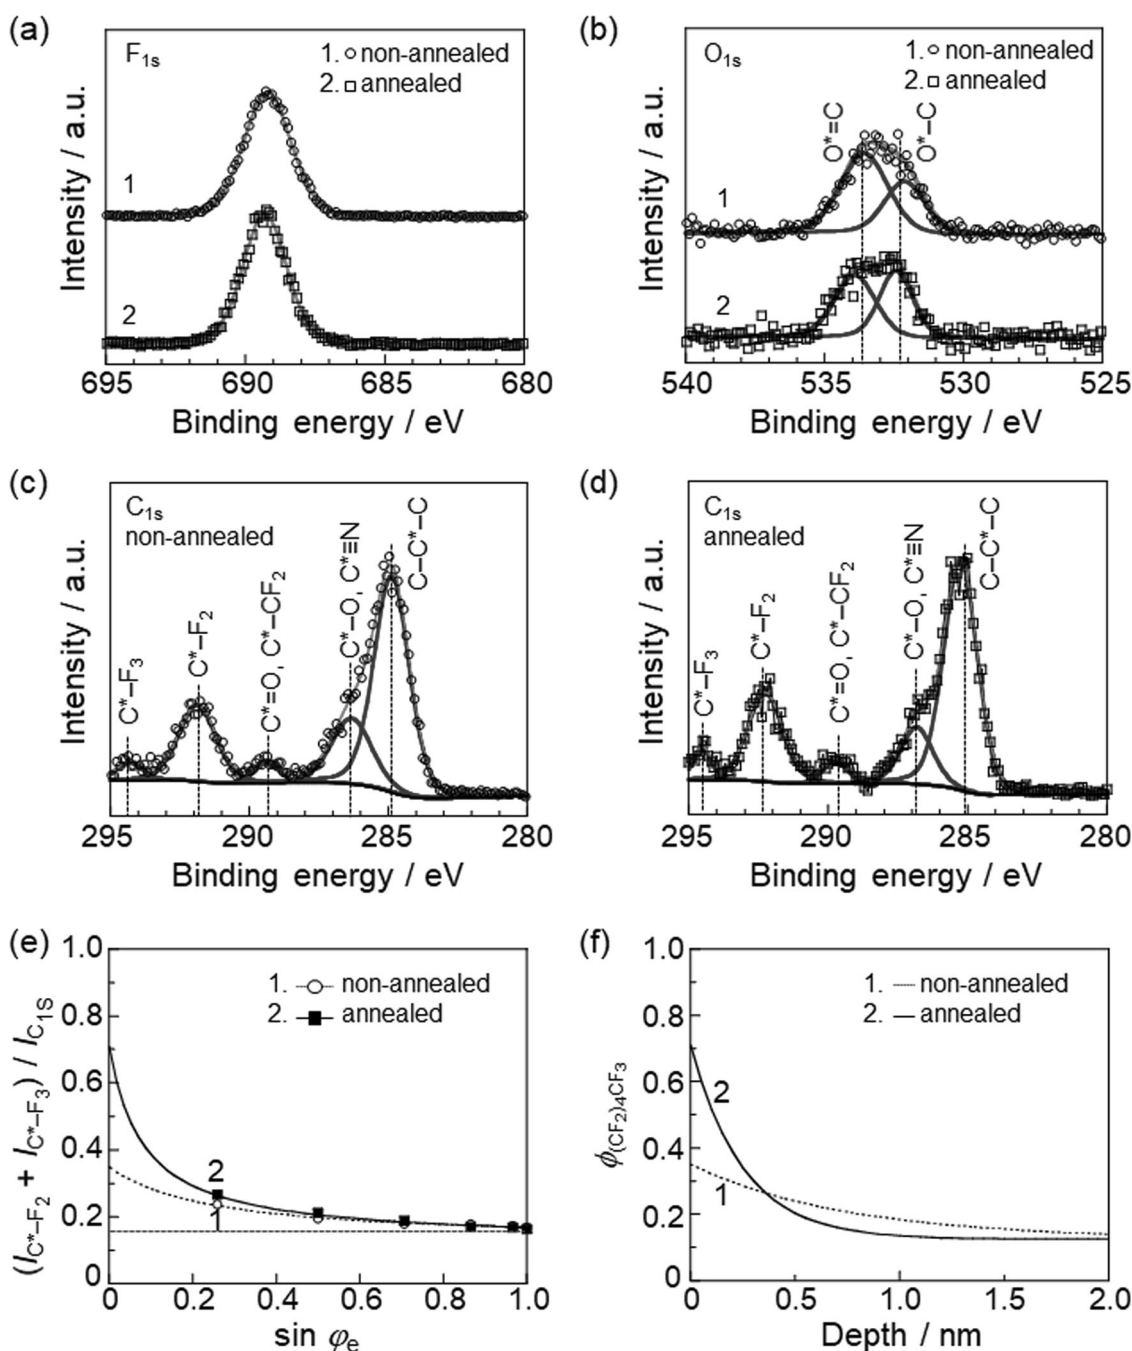 (a)
F1s
1. non-annealed
2. annealed
1
2
Intensity / a.u.
695 690 685 680
Binding energy / eV
(b)
O1s
1. non-annealed
2. annealed
O*=C
O*–C
1
2
Intensity / a.u.
540 535 530 525
Binding energy / eV
(c)
C1s
non-annealed
C*–F3
C*–F2
C*=O, C*–CF2
C*–O, C*≡N
C–C*–C
Intensity / a.u.
295 290 285 280
Binding energy / eV
(d)
C1s
annealed
C*–F3
C*–F2
C*=O, C*–CF2
C*–O, C*≡N
C–C*–C
Intensity / a.u.
295 290 285 280
Binding energy / eV
(e)
1. non-annealed
2. annealed
2
1
(IC*–F2 + IC*–F3) / IC1S
1.0
0.8
0.6
0.4
0.2
0
0 0.2 0.4 0.6 0.8 1.0
sin φe
(f)
1. non-annealed
2. annealed
2
1
ϕ(CF2)4CF3
1.0
0.8
0.6
0.4
0.2
0
0 0.5 1.0 1.5 2.0
Depth / nm